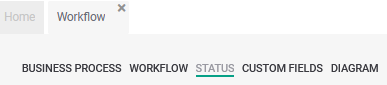 Home Workflow
BUSINESS PROCESS WORKFLOW STATUS CUSTOM FIELDS DIAGRAM